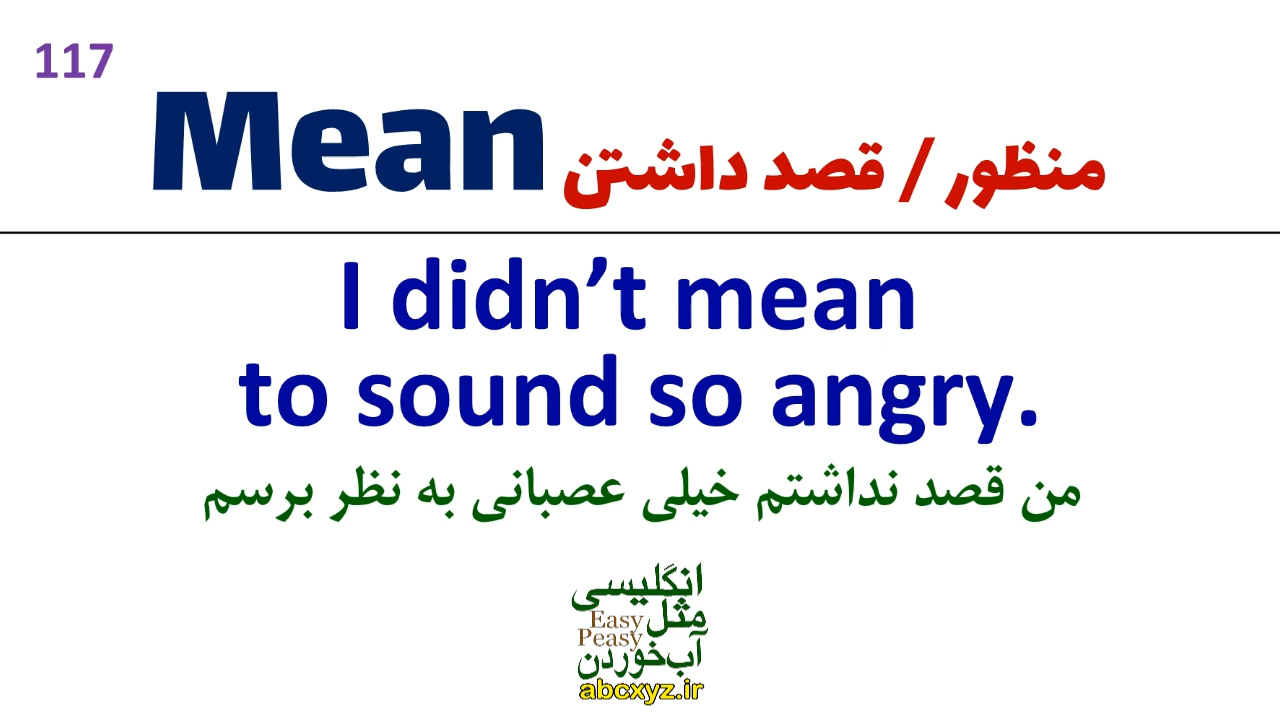 117
Mean منظور / قصد داشتن
I didn’t mean
to sound so angry.
من قصد نداشتم خیلی عصبانی به نظر برسم
انگلیسی
مثل
Easy
Peasy
آب‌خوردن
abcxyz.ir